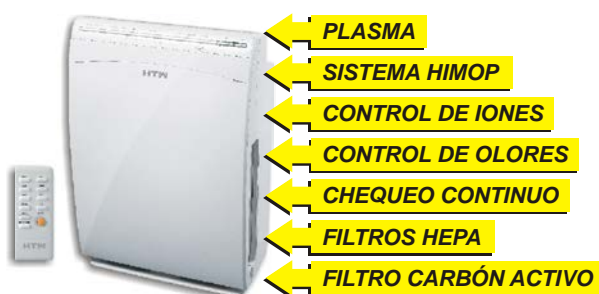 PLASMA
SISTEMA HIMOP
HTW
CONTROL DE IONES
CONTROL DE OLORES
CHEQUEO CONTINUO
FILTROS HEPA
HTW
FILTRO CARBÓN ACTIVO